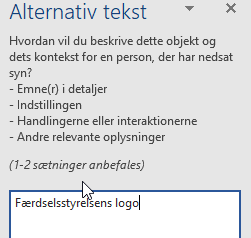 Alternativ tekst
Hvordan vil du beskrive dette objekt og
dets kontekst for en person, der har nedsat
syn?
- Emne(r) i detaljer
- Indstillingen
- Handlingerne eller interaktionerne
- Andre relevante oplysninger
(1-2 sætninger anbefales)
Færdselsstyrelsens logo